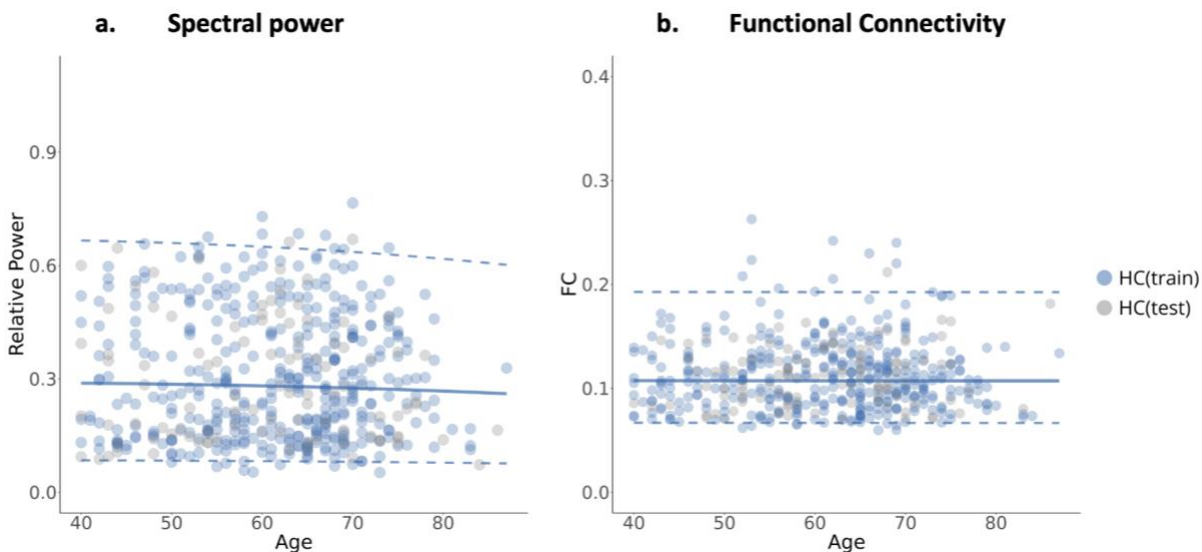 a. Spectral power
b. Functional Connectivity
0.9
0.6
0.3
0.0
Relative Power
40 50 60 70 80
Age
0.4
0.3
0.2
0.1
0.0
FC
40 50 60 70 80
Age
HC(train)
HC(test)